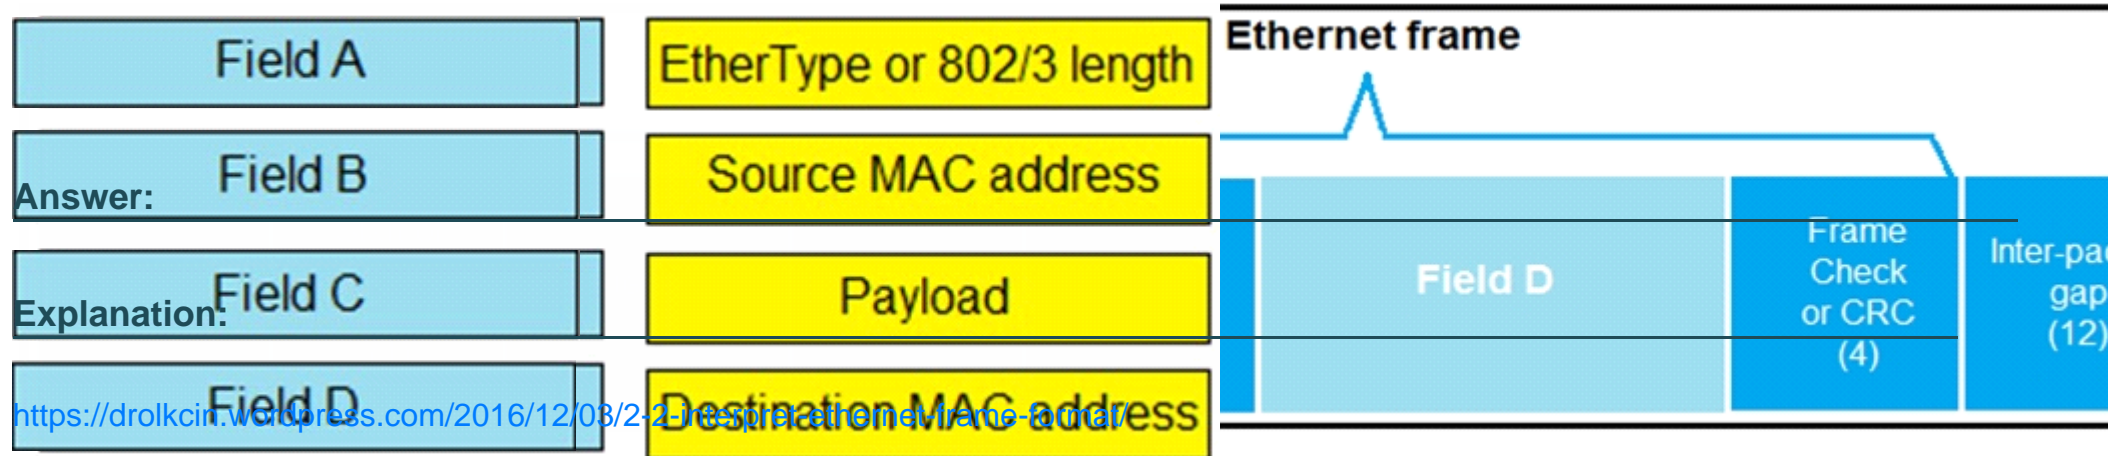 Field A
EtherType or 802/3 length
Ethernet frame
Field B
Source MAC address
Answer:
Field C
Payload
Explanation:
Field D
Destination MAC address
https://drolkcin.wordpress.com/2016/12/03/2-2-interpret-ethernet-frame-format/
Field D
Frame
Check
or CRC
(4)
gap
(12)